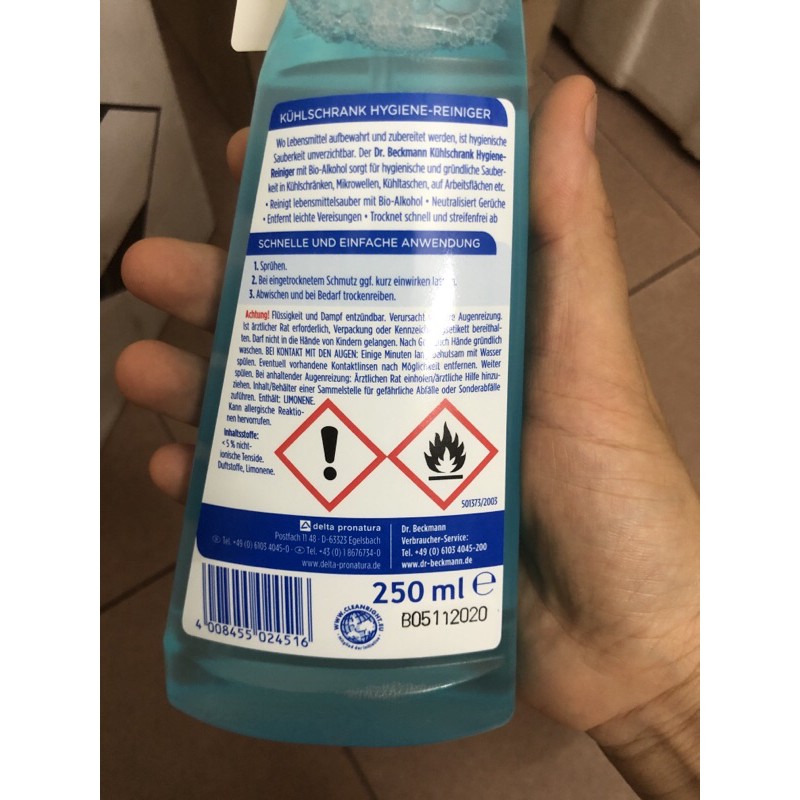 KÜHLSCHRANK HYGIENE-REINIGER
Wo Lebensmittel aufbewahrt und zubereitet werden, ist hygienische
Sauberkeit unverzichtbar. Der Dr. Beckmann Kühlschrank Hygiene-
Reiniger mit Bio-Alkohol sorgt für hygienische und gründliche Sauber-
keit in Kühlschränken, Mikrowellen, Kühltaschen, auf Arbeitsflächen etc.
• Reinigt lebensmittelsauber mit Bio-Alkohol • Neutralisiert Gerüche
• Entfernt leichte Vereisungen • Trocknet schnell und streifenfrei ab
SCHNELLE UND EINFACHE ANWENDUNG
1. Sprühen.
2. Bei eingetrocknetem Schmutz ggf. kurz einwirken
3. Abwischen und bei Bedarf trockenreiben.
Achtung! Flüssigkeit und Dampf entzündbar. Verursacht Augenreizung.
Ist ärztlicher Rat erforderlich, Verpackung oder bereithal-
ten. Darf nicht in die Hände von Kindern gelangen. Nach Hände gründlich
waschen. BEI KONTAKT MIT DEN AUGEN: Einige Minuten mit Wasser
spülen. Eventuell vorhandene Kontaktlinsen nach Möglichkeit entfernen. Weiter
spülen. Bei anhaltender Augenreizung: Ärztlichen Rat einholen/ärztliche Hilfe hinzu-
ziehen. Inhalt/Behälter einer Sammelstelle für gefährliche Abfälle oder Sonderabfälle
zuführen. Enthält: LIMONENE.
Kann allergische Reaktio-
nen hervorrufen.
Inhaltsstoffe:
< 5 % nicht-
ionische Tenside.
Duftstoffe, Limonene.
501373/2003
delta pronatura
Postfach 11 48 · D-63323 Egelsbach
Tel. +49 (0) 6103 4045-0 · Tel. +43 (0) 1 8676734-0
www.delta-pronatura.de
Dr. Beckmann
Verbraucher-Service:
Tel. +49 (0) 6103 4045-200
www.dr-beckmann.de
250 ml e
B05112020
4 008455 024516
WWW.CLEANRIGHT.EU